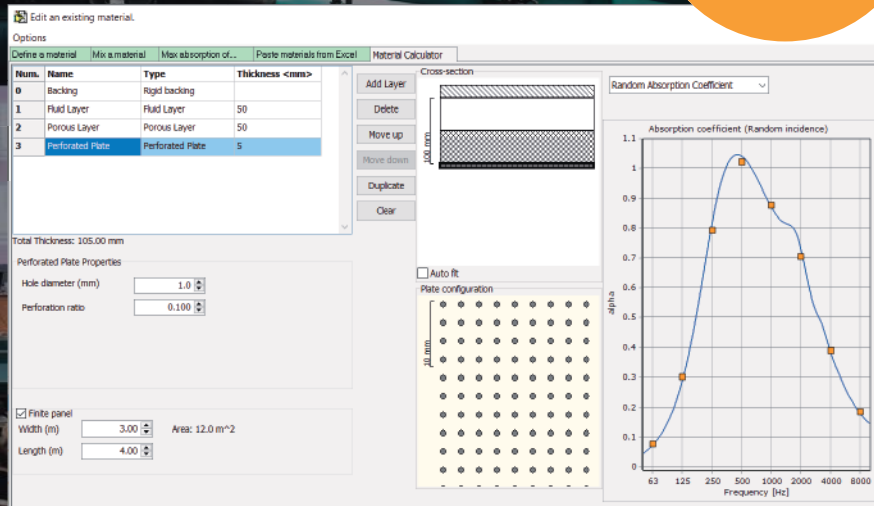 Edit an existing material.
Options
Define a material Mix a material Max absorption of... Paste materials from Excel Material Calculator
Num. Name Type Thickness <mm>
0 Backing Rigid backing
1 Fluid Layer Fluid Layer 50
2 Porous Layer Porous Layer 50
3 Perforated Plate Perforated Plate 5
Total Thickness: 105.00 mm
Perforated Plate Properties
Hole diameter (mm) 1.0
Perforation ratio 0.100
Finite panel
Width (m) 3.00 Area: 12.0 m^2
Length (m) 4.00
Add Layer
Delete
Move up
Move down
Duplicate
Clear
Cross-section
100 mm
Auto fit
Plate configuration
10 mm
Random Absorption Coefficient
Absorption coefficient (Random incidence)
alpha
1.1
1
0.9
0.8
0.7
0.6
0.5
0.4
0.3
0.2
0.1
0
63 125 250 500 1000 2000 4000 8000
Frequency [Hz]